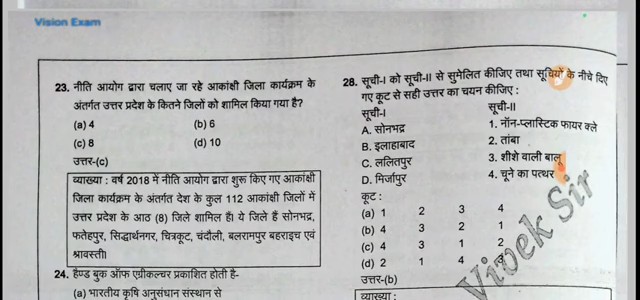 Vision Exam
23. नीति आयोग द्वारा चलाए जा रहे आकांक्षी जिला कार्यक्रम के
अंतर्गत उत्तर प्रदेश के कितने जिलों को शामिल किया गया है?
(a) 4 (b) 6
(c) 8 (d) 10
उत्तर-(c)
व्याख्या : वर्ष 2018 में नीति आयोग द्वारा शुरू किए गए आकांक्षी
जिला कार्यक्रम के अंतर्गत देश के कुल 112 आकांक्षी जिलों में
उत्तर प्रदेश के आठ (8) जिले शामिल हैं। ये जिले हैं सोनभद्र,
फतेहपुर, सिद्धार्थनगर, चित्रकूट, चंदौली, बलरामपुर बहराइच एवं
श्रावस्ती।
24. हैण्ड बुक ऑफ एग्रीकल्चर प्रकाशित होती है-
(a) भारतीय कृषि अनुसंधान संस्थान से
28. सूची-I को सूची-II से सुमेलित कीजिए तथा सूचियों के नीचे दिए
गए कूट से सही उत्तर का चयन कीजिए :
सूची-I सूची-II
A. सोनभद्र 1. नॉन-प्लास्टिक फायर क्ले
B. इलाहाबाद 2. तांबा
C. ललितपुर 3. शीशे वाली बालू
D. मिर्जापुर 4. चूने का पत्थर
कूट :
(a) 1 2 3 4
(b) 4 3 2 1
(c) 4 3 1 2
(d) 2 1 4 3
उत्तर-(b)
व्याख्या :
Vivek Sir